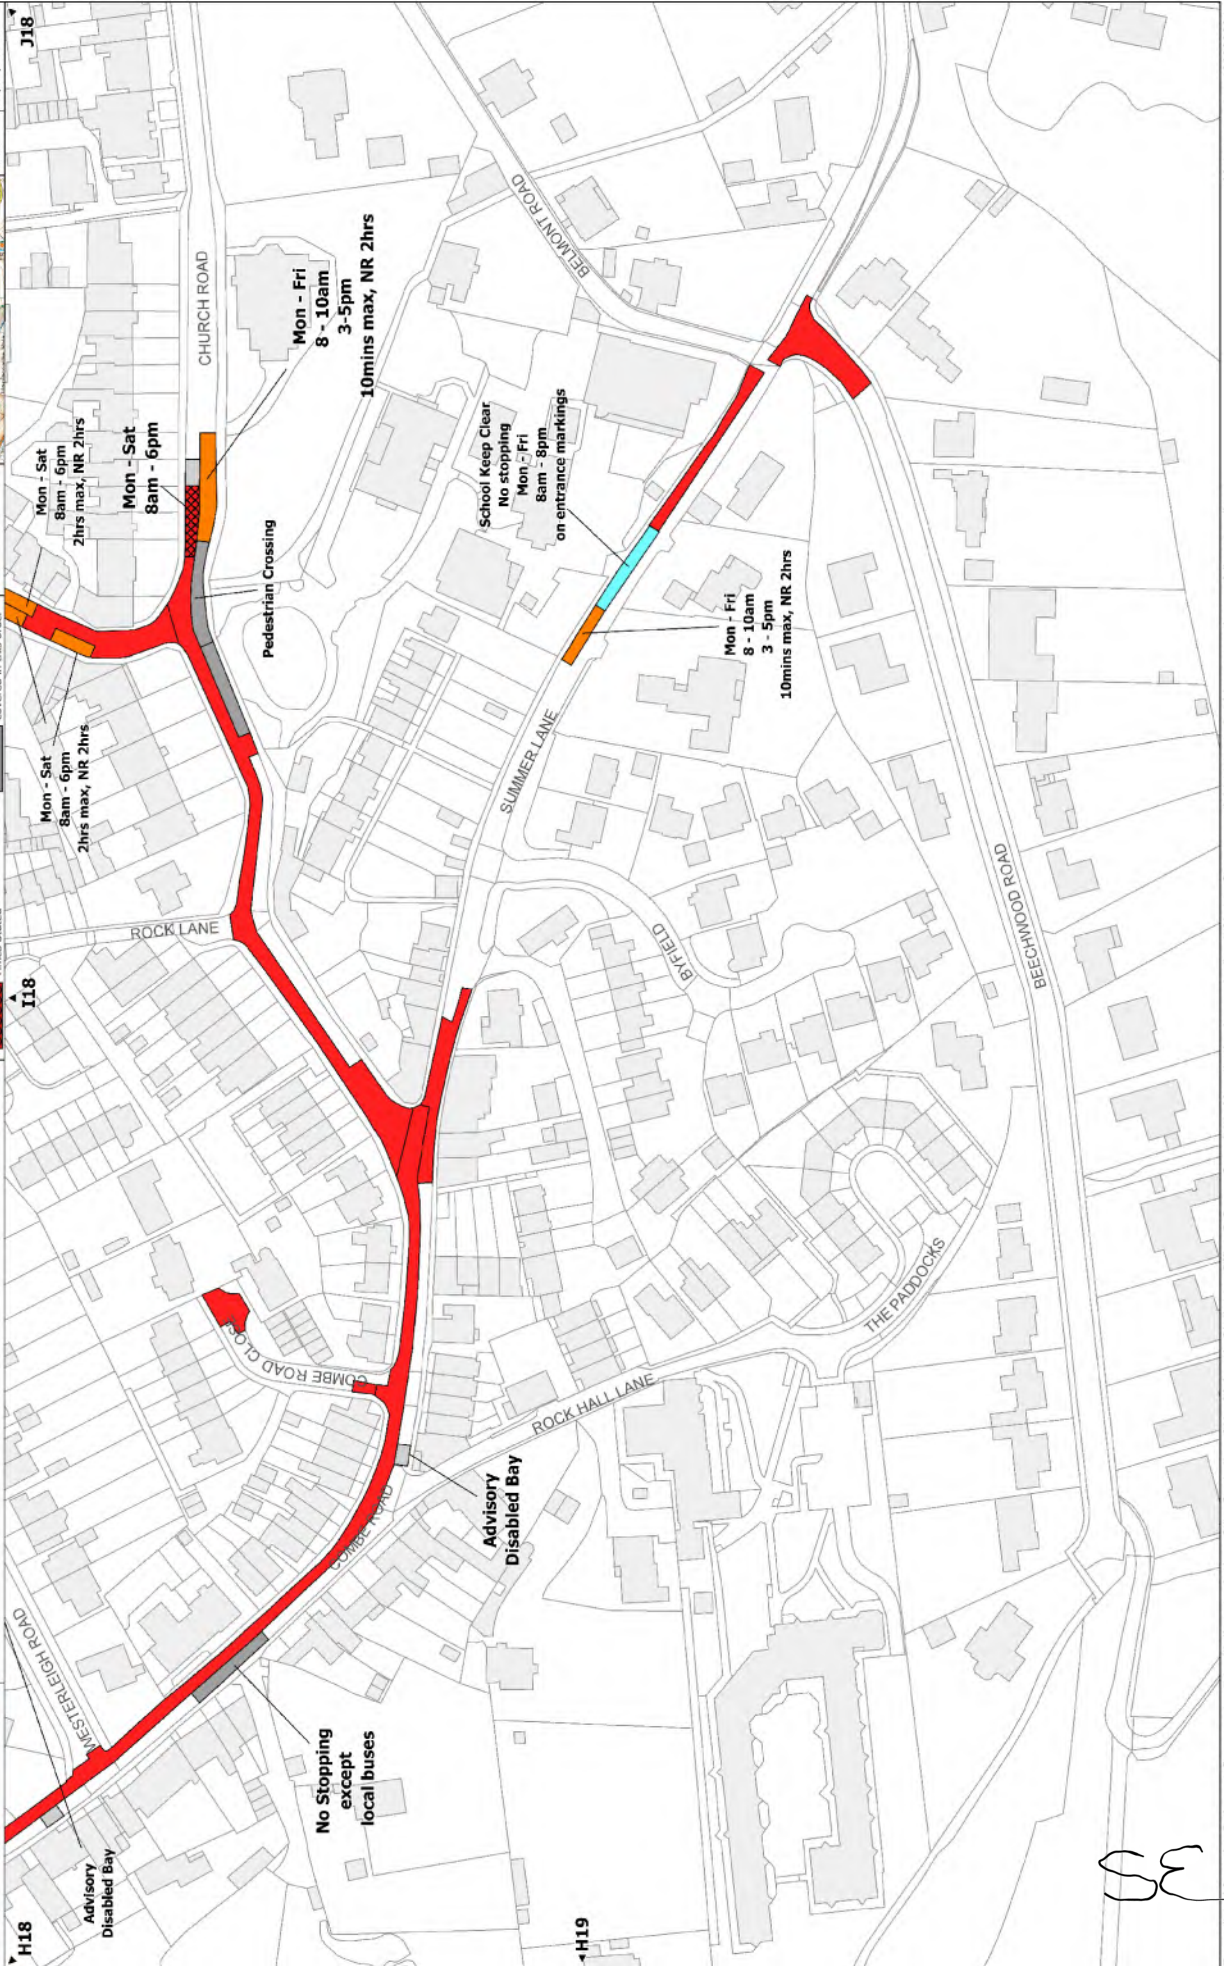 J18
CHURCH ROAD
Mon - Fri
8 - 10am
3-5pm
10mins max, NR 2hrs
BELMONT ROAD
Mon - Sat
8am - 6pm
2hrs max, NR 2hrs
Mon - Sat
8am - 6pm
School Keep Clear
No stopping
Mon - Fri
8am - 8pm
on entrance markings
Pedestrian Crossing
Mon - Fri
8 - 10am
3 - 5pm
10mins max, NR 2hrs
Mon - Sat
8am - 6pm
2hrs max, NR 2hrs
SUMMER LANE
ROCK LANE
I18
BYFIELD
BEECHWOOD ROAD
COMBE ROAD CLOSE
THE PADDOCKS
ROCK HALL LANE
Advisory
Disabled Bay
COMBE ROAD
WESTERLEIGH ROAD
No Stopping
except
local buses
Advisory
Disabled Bay
H18
H19
SE